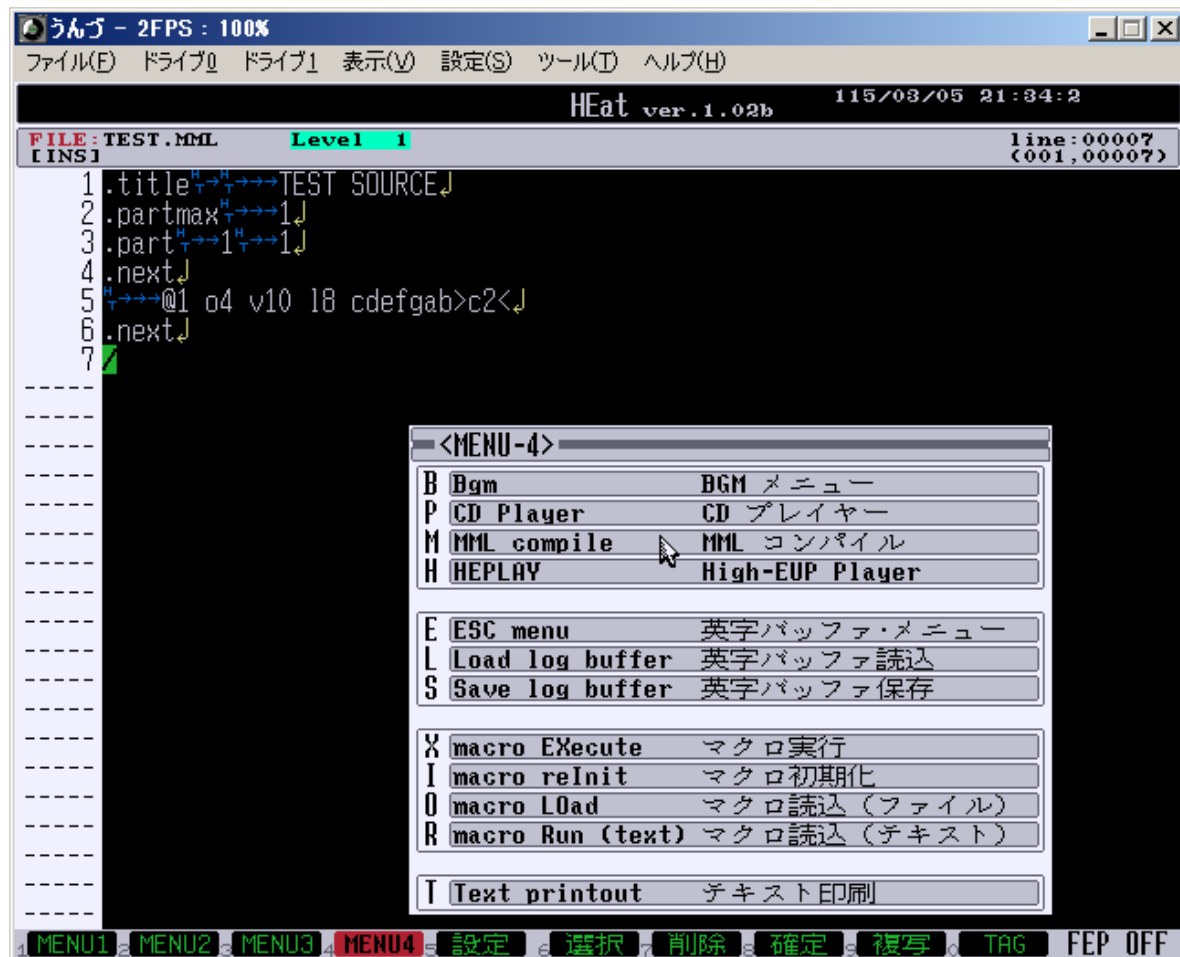 うんづ - 2FPS : 100%
ファイル(F) ドライブ0 ドライブ1 表示(V) 設定(S) ツール(T) ヘルプ(H)
HEat ver.1.02b 115/03/05 21:34:2
FILE:TEST.MML Level 1 line:00007
[INS] (001,00007)
1 .title TEST SOURCE
2 .partmax 1
3 .part 1 1
4 .next
5 @1 o4 v10 l8 cdefgab>c2<
6 .next
7 /
<MENU-4>
B Bgm BGM メニュー
P CD Player CD プレイヤー
M MML compile MML コンパイル
H HEPLAY High-EUP Player
E ESC menu 英字バッファ・メニュー
L Load log buffer 英字バッファ読込
S Save log buffer 英字バッファ保存
X macro EXecute マクロ実行
I macro reInit マクロ初期化
O macro LOad マクロ読込（ファイル）
R macro Run (text) マクロ読込（テキスト）
T Text printout テキスト印刷
1 MENU1 2 MENU2 3 MENU3 4 MENU4 5 設定 6 選択 7 削除 8 確定 9 複写 0 TAG FEP OFF